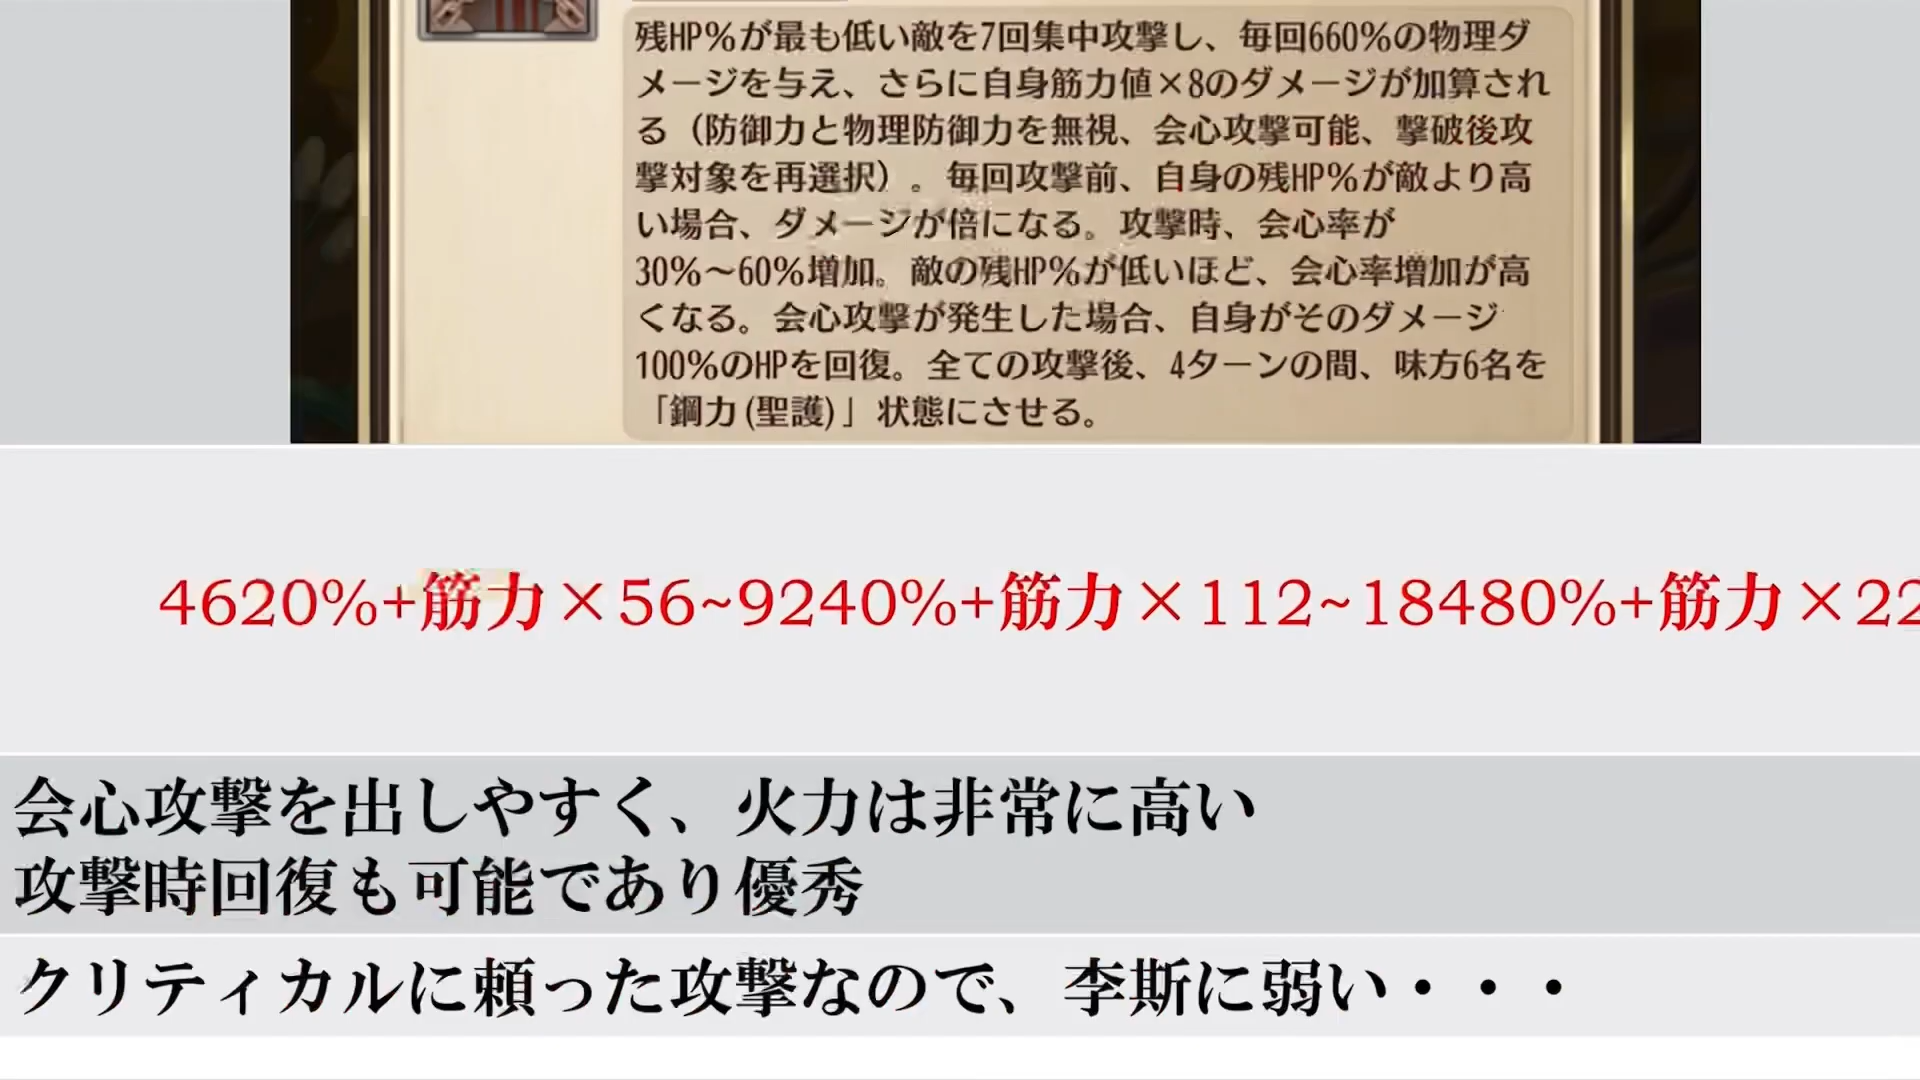 残HP%が最も低い敵を7回集中攻撃し、毎回660%の物理ダ
メージを与え、さらに自身筋力値×8のダメージが加算され
る（防御力と物理防御力を無視、会心攻撃可能、撃破後攻
撃対象を再選択）。毎回攻撃前、自身の残HP%が敵より高
い場合、ダメージが倍になる。攻撃時、会心率が
30%～60%増加。敵の残HP%が低いほど、会心率増加が高
くなる。会心攻撃が発生した場合、自身がそのダメージ
100%のHPを回復。全ての攻撃後、4ターンの間、味方6名を
「鋼力(聖護)」状態にさせる。
4620%+筋力×56~9240%+筋力×112~18480%+筋力×22
会心攻撃を出しやすく、火力は非常に高い
攻撃時回復も可能であり優秀
クリティカルに頼った攻撃なので、李斯に弱い・・・